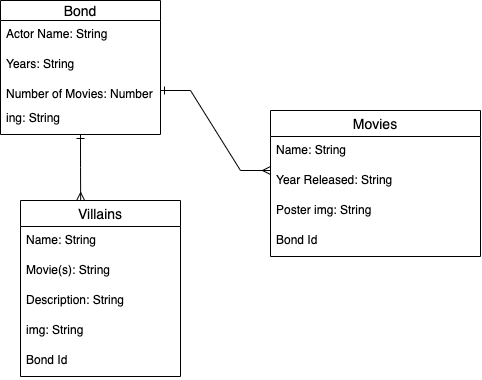 Bond
Actor Name: String
Years: String
Number of Movies: Number
ing: String
Movies
Name: String
Year Released: String
Poster img: String
Bond Id
Villains
Name: String
Movie(s): String
Description: String
img: String
Bond Id